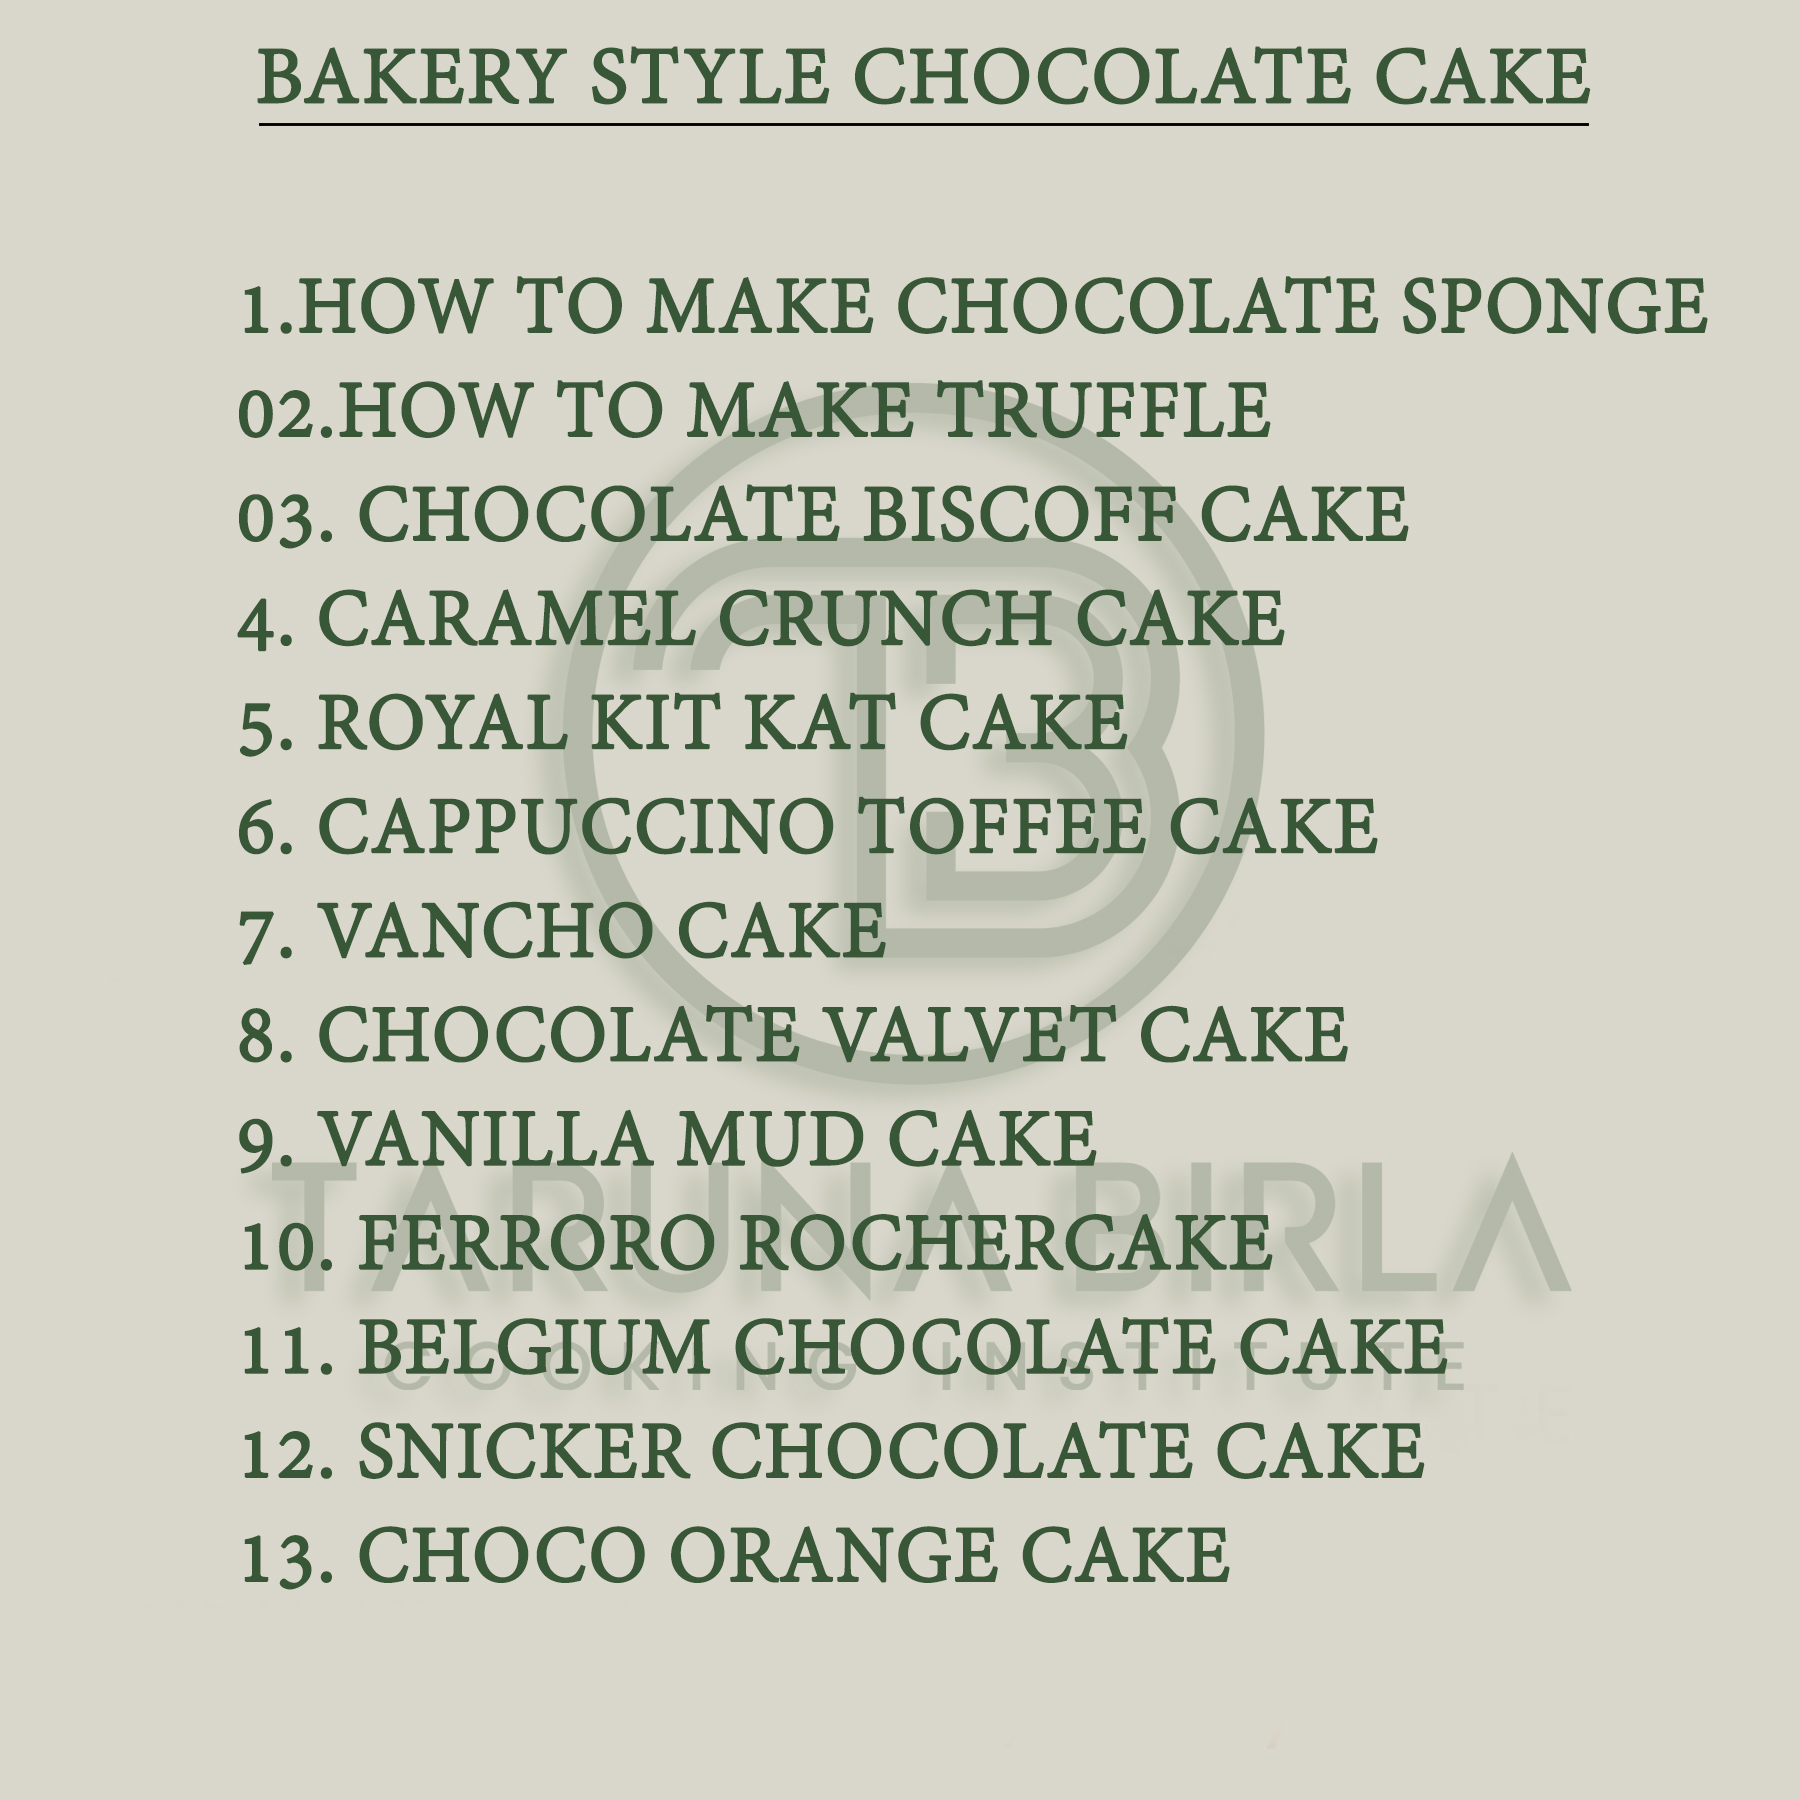 BAKERY STYLE CHOCOLATE CAKE
1.HOW TO MAKE CHOCOLATE SPONGE
02.HOW TO MAKE TRUFFLE
03. CHOCOLATE BISCOFF CAKE
4. CARAMEL CRUNCH CAKE
5. ROYAL KIT KAT CAKE
6. CAPPUCCINO TOFFEE CAKE
7. VANCHO CAKE
8. CHOCOLATE VALVET CAKE
9. VANILLA MUD CAKE
TARUNA BIRLA
10. FERRORO ROCHERCAKE
11. BELGIUM CHOCOLATE CAKE
COOKING INSTITUTE
12. SNICKER CHOCOLATE CAKE
13. CHOCO ORANGE CAKE